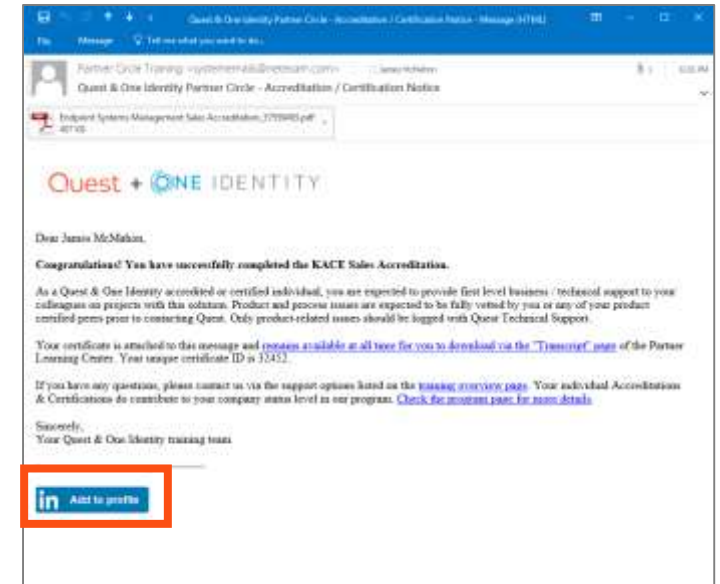 Quest & One Identity Partner Circle - Accreditation / Certification Notice - Message (HTML)
File Message Tell me what you want to do...
Partner Circle Training
James McMahon
Quest & One Identity Partner Circle - Accreditation / Certification Notice
Endpoint Systems Management Sales Accreditation
Quest + ONE IDENTITY
Dear James McMahon,
Congratulations! You have successfully completed the KACE Sales Accreditation.
As a Quest & One Identity accredited or certified individual, you are expected to provide first level business / technical support to your
colleagues on projects with this solution. Product and process issues are expected to be fully vetted by you or any of your product
certified peers prior to contacting Quest. Only product-related issues should be logged with Quest Technical Support.
Your certificate is attached to this message and remains available at all time for you to download via the "Transcript" page of the Partner
Learning Center. Your unique certificate ID is 32452.
If you have any questions, please contact us via the support options listed on the training overview page. Your individual Accreditations
& Certifications do contribute to your company status level in our program. Check the program page for more details.
Sincerely,
Your Quest & One Identity training team
in Add to profile